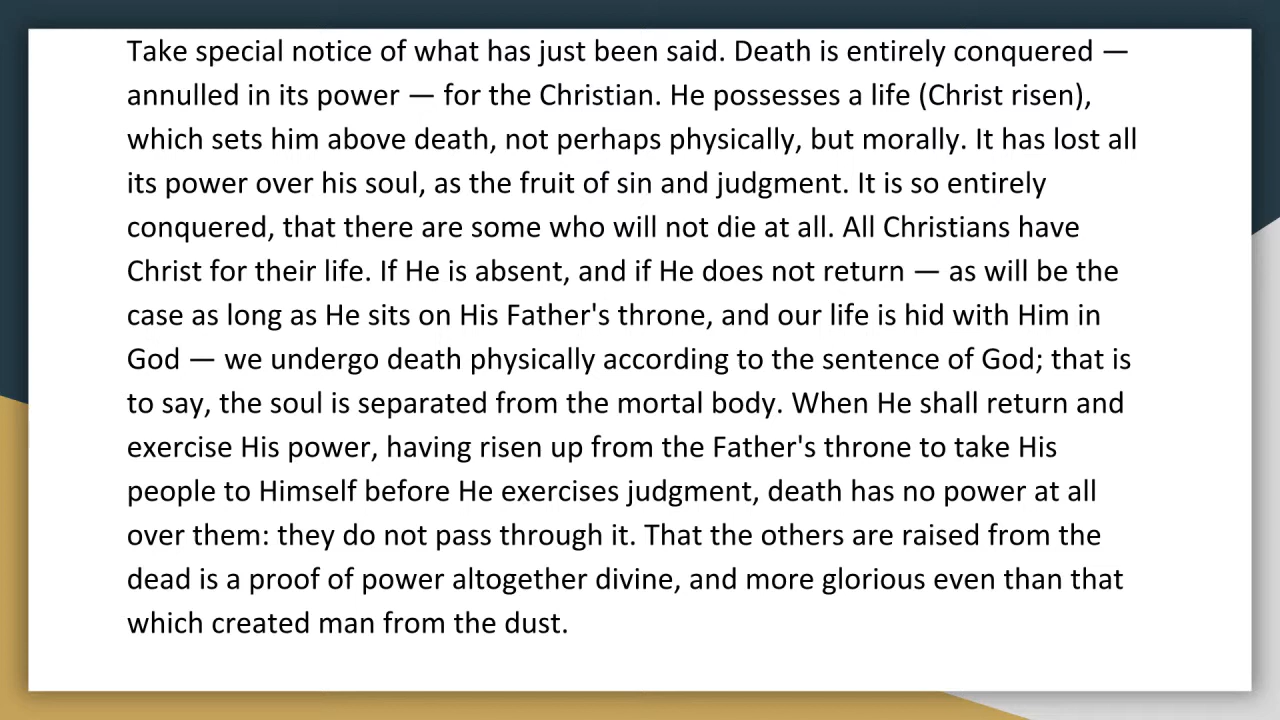 Take special notice of what has just been said. Death is entirely conquered —
annulled in its power — for the Christian. He possesses a life (Christ risen),
which sets him above death, not perhaps physically, but morally. It has lost all
its power over his soul, as the fruit of sin and judgment. It is so entirely
conquered, that there are some who will not die at all. All Christians have
Christ for their life. If He is absent, and if He does not return — as will be the
case as long as He sits on His Father's throne, and our life is hid with Him in
God — we undergo death physically according to the sentence of God; that is
to say, the soul is separated from the mortal body. When He shall return and
exercise His power, having risen up from the Father's throne to take His
people to Himself before He exercises judgment, death has no power at all
over them: they do not pass through it. That the others are raised from the
dead is a proof of power altogether divine, and more glorious even than that
which created man from the dust.